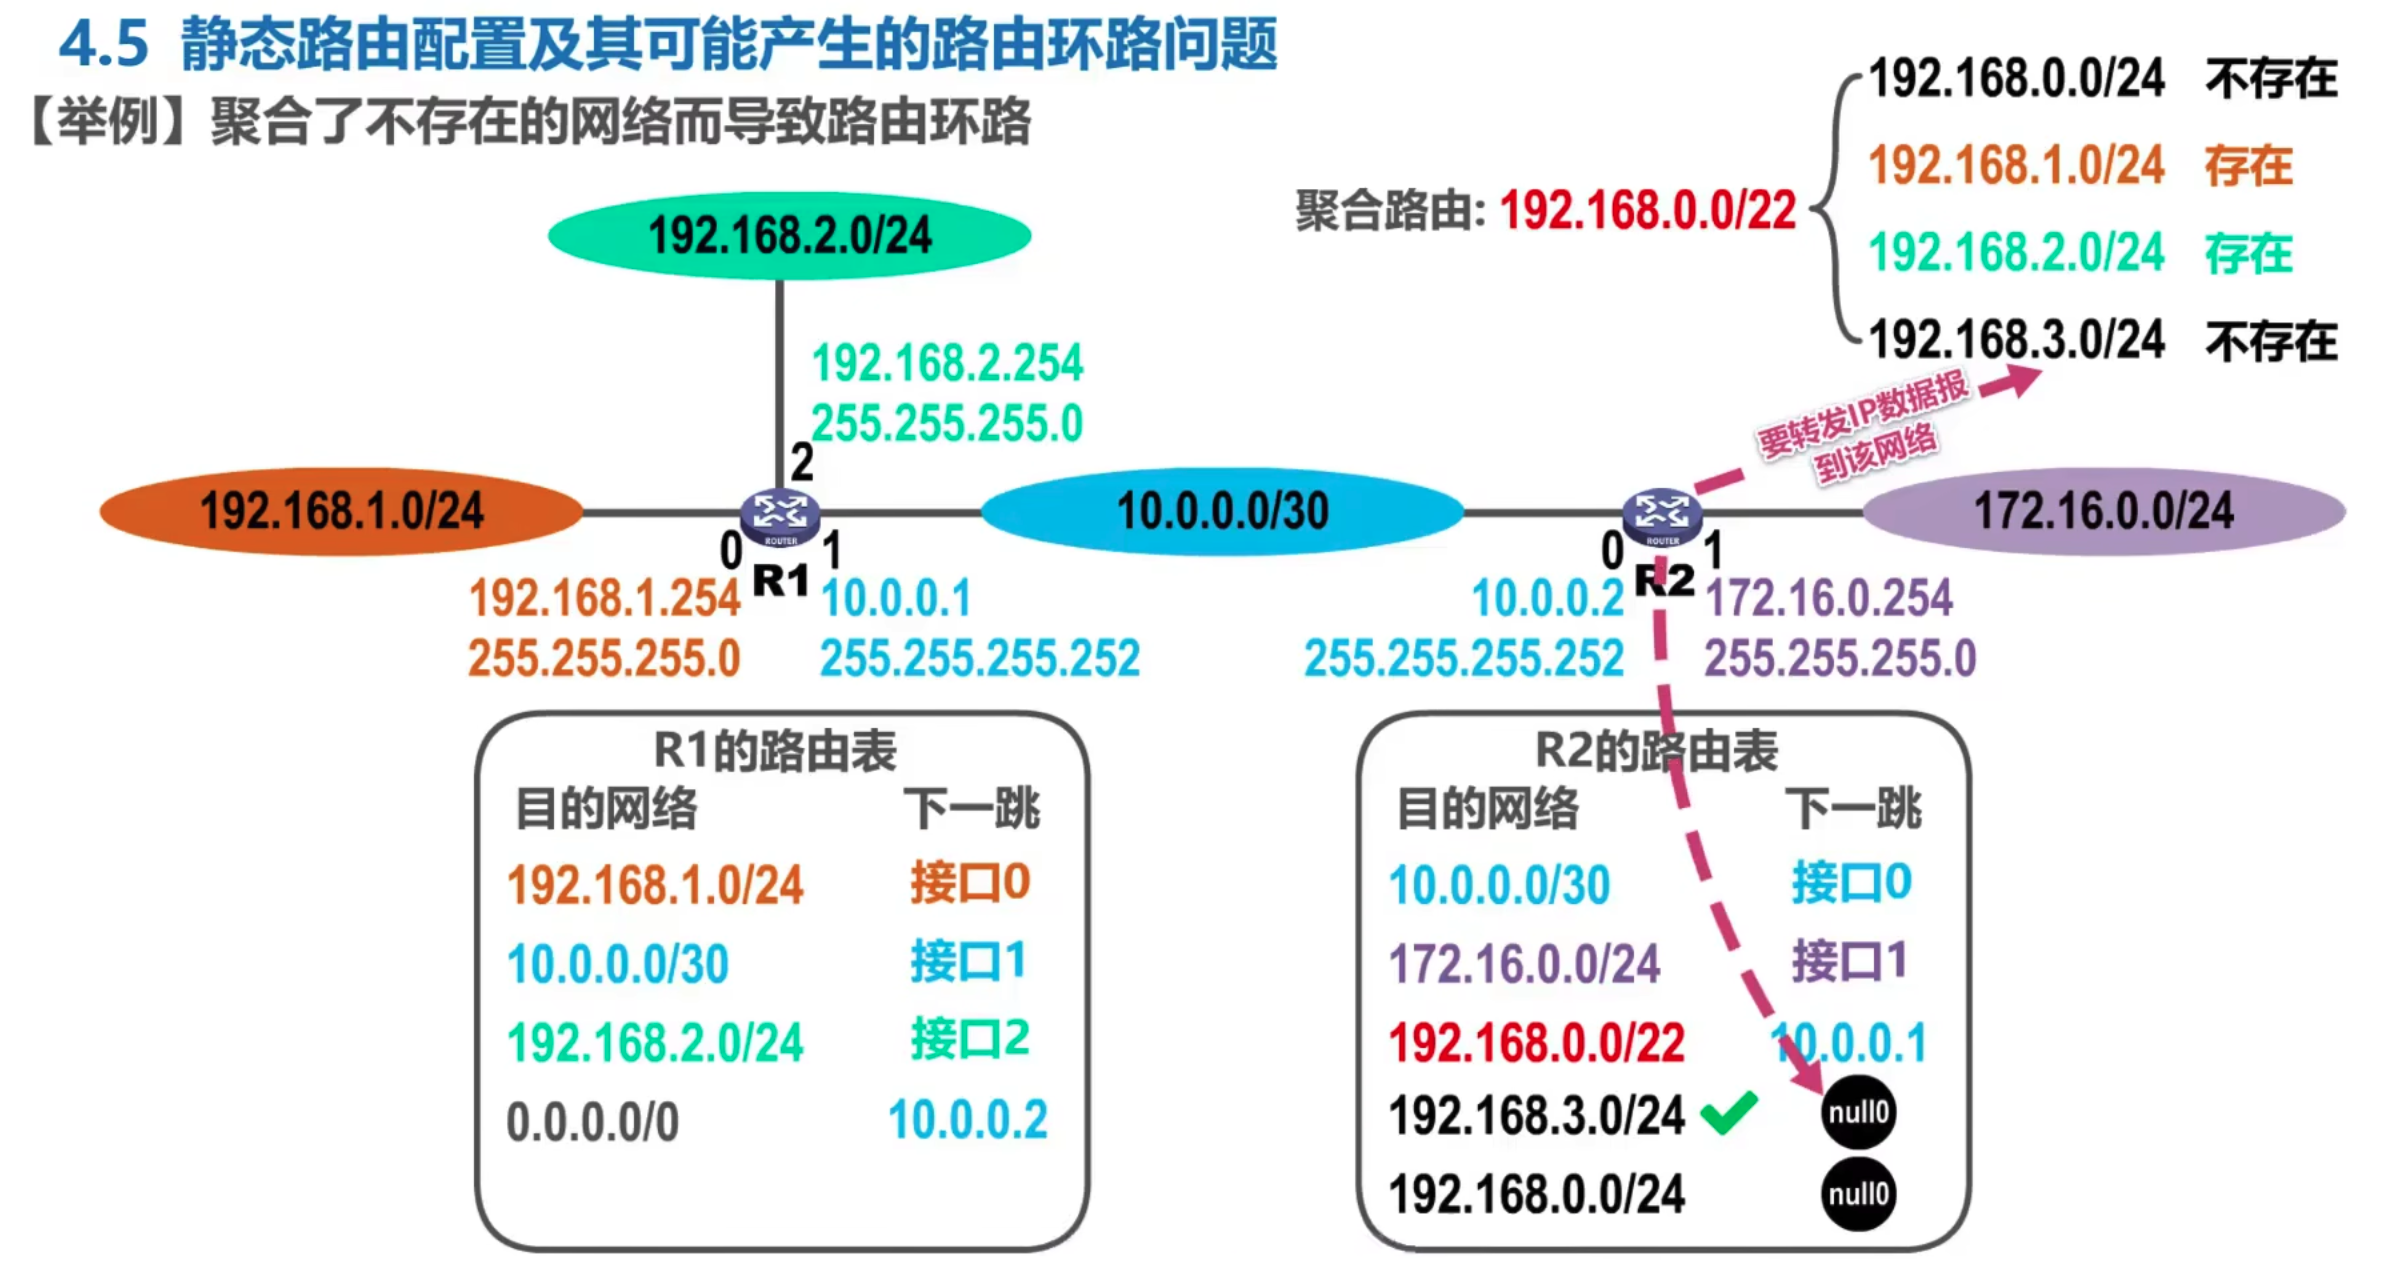 4.5 静态路由配置及其可能产生的路由环路问题
【举例】聚合了不存在的网络而导致路由环路
聚合路由: 192.168.0.0/22
192.168.0.0/24 不存在
192.168.1.0/24 存在
192.168.2.0/24 存在
192.168.3.0/24 不存在
要转发IP数据报
到该网络
192.168.2.0/24
192.168.2.254
255.255.255.0
2
192.168.1.0/24
ROUTER
10.0.0.0/30
ROUTER
172.16.0.0/24
0
R1
1
192.168.1.254
255.255.255.0
10.0.0.1
255.255.255.252
0
R2
1
10.0.0.2
255.255.255.252
172.16.0.254
255.255.255.0
R1的路由表
目的网络 下一跳
192.168.1.0/24 接口0
10.0.0.0/30 接口1
192.168.2.0/24 接口2
0.0.0.0/0 10.0.0.2
R2的路由表
目的网络 下一跳
10.0.0.0/30 接口0
172.16.0.0/24 接口1
192.168.0.0/22 10.0.0.1
192.168.3.0/24 null0
192.168.0.0/24 null0